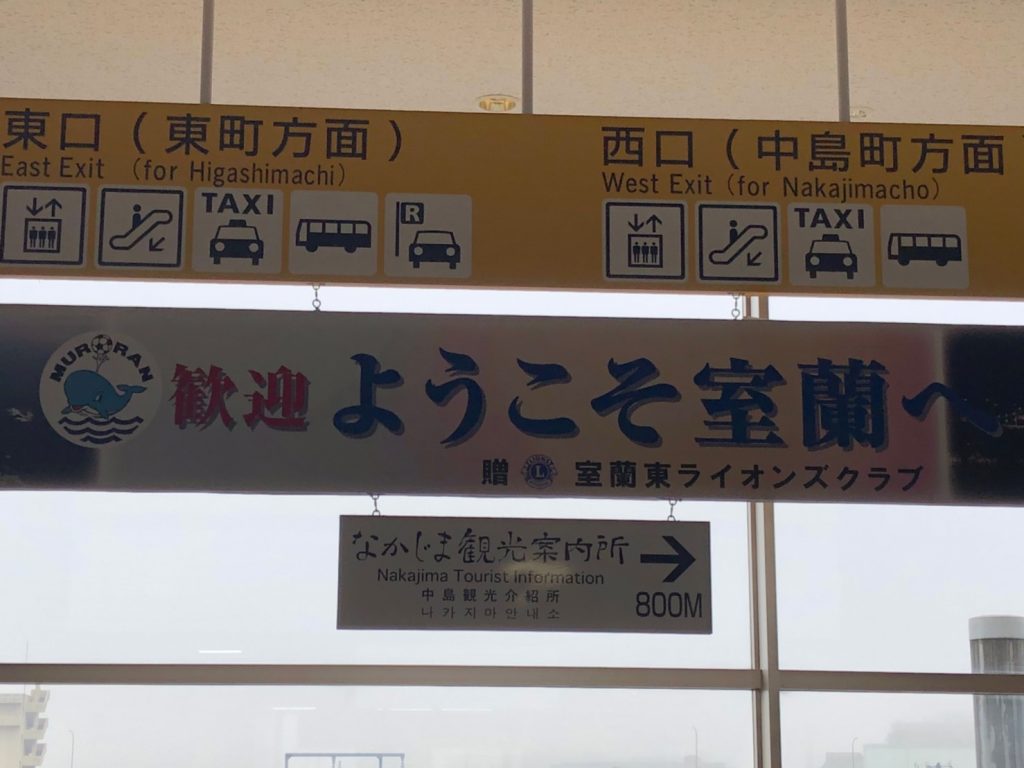 東口（東町方面）
East Exit （for Higashimachi）
TAXI
R
西口（中島町方面
West Exit（for Nakajimacho）
TAXI
MURORAN
歓迎 ようこそ室蘭へ
贈 L 室蘭東ライオンズクラブ
なかじま観光案内所
Nakajima Tourist Information
中島観光介紹所
나카지마안내소
800M